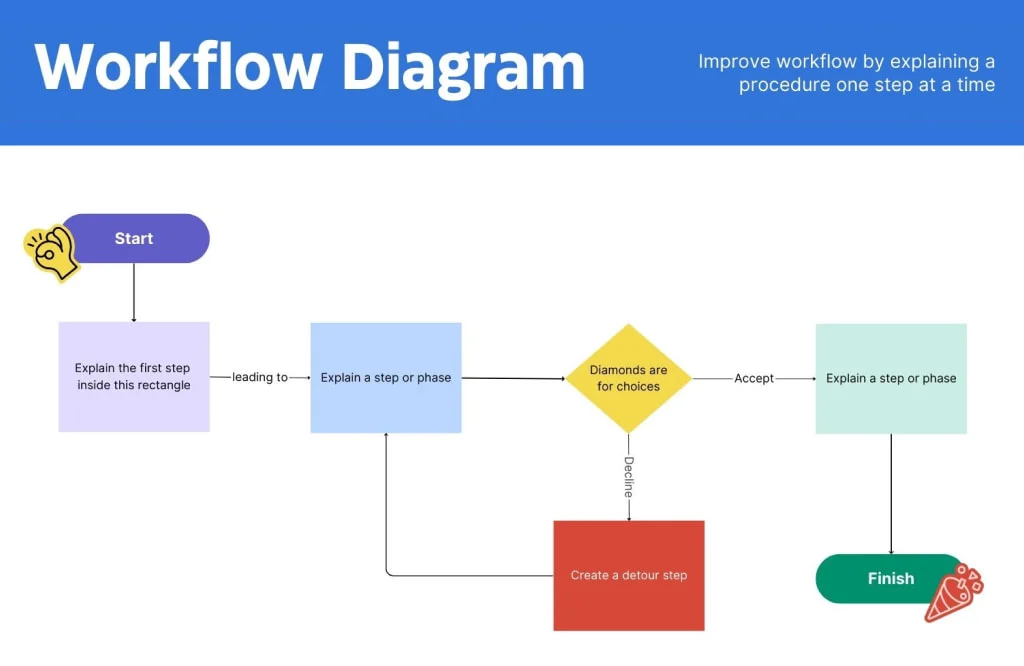 Workflow Diagram
Improve workflow by explaining a
procedure one step at a time
Start
Explain the first step
inside this rectangle
leading to
Explain a step or phase
Diamonds are
for choices
Accept
Explain a step or phase
Decline
Create a detour step
Finish